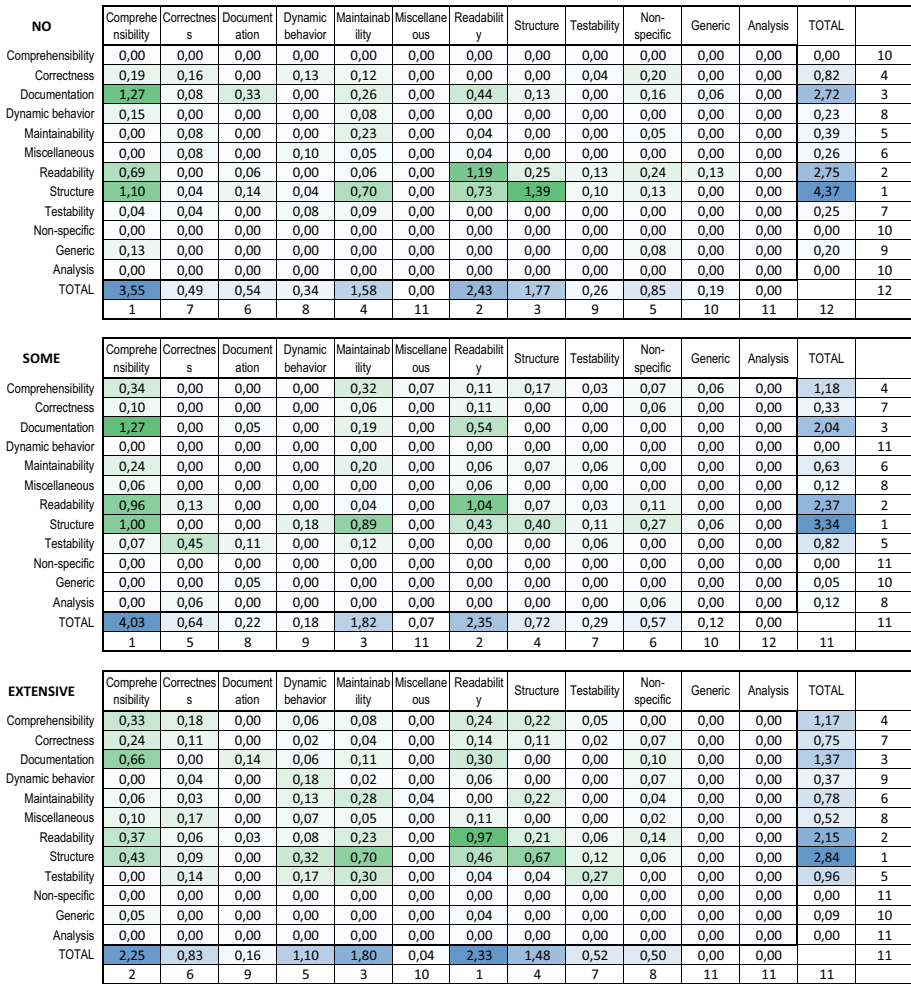 NO Comprehe nsibility Correctnes s Document ation Dynamic behavior Maintainab ility Miscellane ous Readabilit y Structure Testability Non- specific Generic Analysis TOTAL
Comprehensibility 0,00 0,00 0,00 0,00 0,00 0,00 0,00 0,00 0,00 0,00 0,00 0,00 0,00 10
Correctness 0,19 0,16 0,00 0,13 0,12 0,00 0,00 0,00 0,04 0,20 0,00 0,00 0,82 4
Documentation 1,27 0,08 0,33 0,00 0,26 0,00 0,44 0,13 0,00 0,16 0,06 0,00 2,72 3
Dynamic behavior 0,15 0,00 0,00 0,00 0,08 0,00 0,00 0,00 0,00 0,00 0,00 0,00 0,23 8
Maintainability 0,00 0,08 0,00 0,00 0,23 0,00 0,04 0,00 0,00 0,05 0,00 0,00 0,39 5
Miscellaneous 0,00 0,08 0,00 0,10 0,05 0,00 0,04 0,00 0,00 0,00 0,00 0,00 0,26 6
Readability 0,69 0,00 0,06 0,00 0,06 0,00 1,19 0,25 0,13 0,24 0,13 0,00 2,75 2
Structure 1,10 0,04 0,14 0,04 0,70 0,00 0,73 1,39 0,10 0,13 0,00 0,00 4,37 1
Testability 0,04 0,04 0,00 0,08 0,09 0,00 0,00 0,00 0,00 0,00 0,00 0,00 0,25 7
Non-specific 0,00 0,00 0,00 0,00 0,00 0,00 0,00 0,00 0,00 0,00 0,00 0,00 0,00 10
Generic 0,13 0,00 0,00 0,00 0,00 0,00 0,00 0,00 0,00 0,08 0,00 0,00 0,20 9
Analysis 0,00 0,00 0,00 0,00 0,00 0,00 0,00 0,00 0,00 0,00 0,00 0,00 0,00 10
TOTAL 3,55 0,49 0,54 0,34 1,58 0,00 2,43 1,77 0,26 0,85 0,19 0,00 12
1 7 6 8 4 11 2 3 9 5 10 11 12
SOME Comprehe nsibility Correctnes s Document ation Dynamic behavior Maintainab ility Miscellane ous Readabilit y Structure Testability Non- specific Generic Analysis TOTAL
Comprehensibility 0,34 0,00 0,00 0,00 0,32 0,07 0,11 0,17 0,03 0,07 0,06 0,00 1,18 4
Correctness 0,10 0,00 0,00 0,00 0,06 0,00 0,11 0,00 0,00 0,06 0,00 0,00 0,33 7
Documentation 1,27 0,00 0,05 0,00 0,19 0,00 0,54 0,00 0,00 0,00 0,00 0,00 2,04 3
Dynamic behavior 0,00 0,00 0,00 0,00 0,00 0,00 0,00 0,00 0,00 0,00 0,00 0,00 0,00 11
Maintainability 0,24 0,00 0,00 0,00 0,20 0,00 0,06 0,07 0,06 0,00 0,00 0,00 0,63 6
Miscellaneous 0,06 0,00 0,00 0,00 0,00 0,00 0,06 0,00 0,00 0,00 0,00 0,00 0,12 8
Readability 0,96 0,13 0,00 0,00 0,04 0,00 1,04 0,07 0,03 0,11 0,00 0,00 2,37 2
Structure 1,00 0,00 0,00 0,18 0,89 0,00 0,43 0,40 0,11 0,27 0,06 0,00 3,34 1
Testability 0,07 0,45 0,11 0,00 0,12 0,00 0,00 0,00 0,06 0,00 0,00 0,00 0,82 5
Non-specific 0,00 0,00 0,00 0,00 0,00 0,00 0,00 0,00 0,00 0,00 0,00 0,00 0,00 11
Generic 0,00 0,00 0,05 0,00 0,00 0,00 0,00 0,00 0,00 0,00 0,00 0,00 0,05 10
Analysis 0,00 0,06 0,00 0,00 0,00 0,00 0,00 0,00 0,00 0,06 0,00 0,00 0,12 8
TOTAL 4,03 0,64 0,22 0,18 1,82 0,07 2,35 0,72 0,29 0,57 0,12 0,00 11
1 5 8 9 3 11 2 4 7 6 10 12 11
EXTENSIVE Comprehe nsibility Correctnes s Document ation Dynamic behavior Maintainab ility Miscellane ous Readabilit y Structure Testability Non- specific Generic Analysis TOTAL
Comprehensibility 0,33 0,18 0,00 0,06 0,08 0,00 0,24 0,22 0,05 0,00 0,00 0,00 1,17 4
Correctness 0,24 0,11 0,00 0,02 0,04 0,00 0,14 0,11 0,02 0,07 0,00 0,00 0,75 7
Documentation 0,66 0,00 0,14 0,06 0,11 0,00 0,30 0,00 0,00 0,10 0,00 0,00 1,37 3
Dynamic behavior 0,00 0,04 0,00 0,18 0,02 0,00 0,06 0,00 0,00 0,07 0,00 0,00 0,37 9
Maintainability 0,06 0,03 0,00 0,13 0,28 0,04 0,00 0,22 0,00 0,04 0,00 0,00 0,78 6
Miscellaneous 0,10 0,17 0,00 0,07 0,05 0,00 0,11 0,00 0,00 0,02 0,00 0,00 0,52 8
Readability 0,37 0,06 0,03 0,08 0,23 0,00 0,97 0,21 0,06 0,14 0,00 0,00 2,15 2
Structure 0,43 0,09 0,00 0,32 0,70 0,00 0,46 0,67 0,12 0,06 0,00 0,00 2,84 1
Testability 0,00 0,14 0,00 0,17 0,30 0,00 0,04 0,04 0,27 0,00 0,00 0,00 0,96 5
Non-specific 0,00 0,00 0,00 0,00 0,00 0,00 0,00 0,00 0,00 0,00 0,00 0,00 0,00 11
Generic 0,05 0,00 0,00 0,00 0,00 0,00 0,04 0,00 0,00 0,00 0,00 0,00 0,09 10
Analysis 0,00 0,00 0,00 0,00 0,00 0,00 0,00 0,00 0,00 0,00 0,00 0,00 0,00 11
TOTAL 2,25 0,83 0,16 1,10 1,80 0,04 2,33 1,48 0,52 0,50 0,00 0,00 11
2 6 9 5 3 10 1 4 7 8 11 11 11